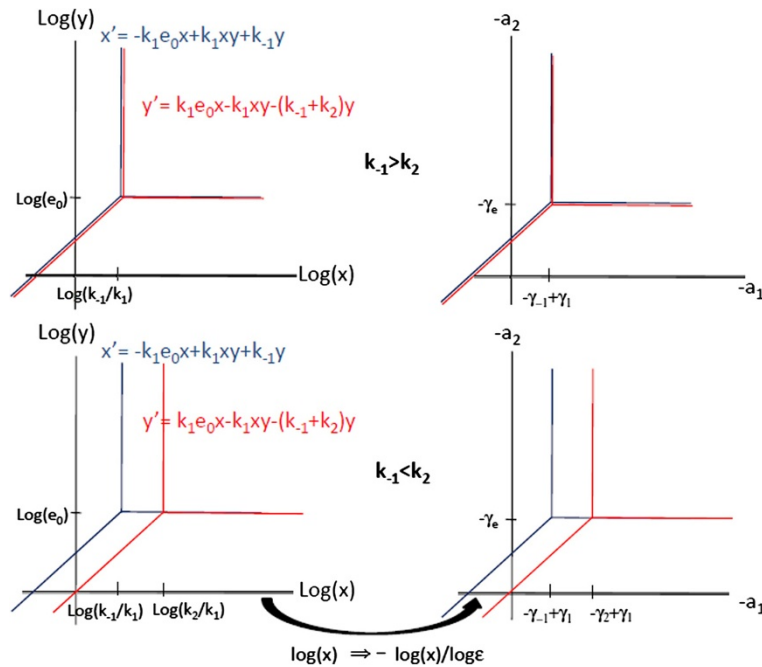 Log(y)
x’= -k₁e₀x+k₁xy+k₋₁y
y’= k₁e₀x-k₁xy-(k₋₁+k₂)y
Log(e₀)
Log(x)
Log(k₋₁/k₁)
k₋₁>k₂
-a₂
-γₑ
-a₁
-γ₋₁+γ₁
Log(y)
x’= -k₁e₀x+k₁xy+k₋₁y
y’= k₁e₀x-k₁xy-(k₋₁+k₂)y
Log(e₀)
Log(x)
Log(k₋₁/k₁) Log(k₂/k₁)
k₋₁<k₂
-a₂
-γₑ
-a₁
-γ₋₁+γ₁ -γ₂+γ₁
log(x) ⇒ – log(x)/logε